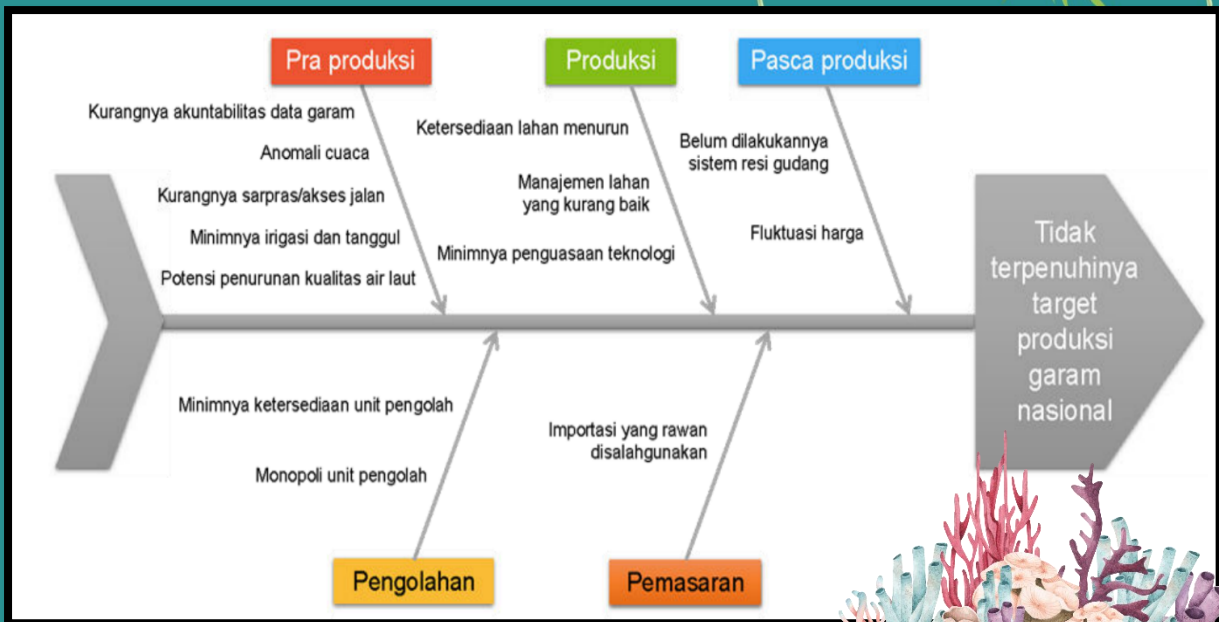 Pra produksi
Kurangnya akuntabilitas data garam
Anomali cuaca
Kurangnya sarpras/akses jalan
Minimnya irigasi dan tanggul
Potensi penurunan kualitas air laut
Produksi
Ketersediaan lahan menurun
Manajemen lahan
yang kurang baik
Minimnya penguasaan teknologi
Pasca produksi
Belum dilakukannya
sistem resi gudang
Fluktuasi harga
Tidak
terpenuhinya
target
produksi
garam
nasional
Minimnya ketersediaan unit pengolah
Monopoli unit pengolah
Pengolahan
Importasi yang rawan
disalahgunakan
Pemasaran